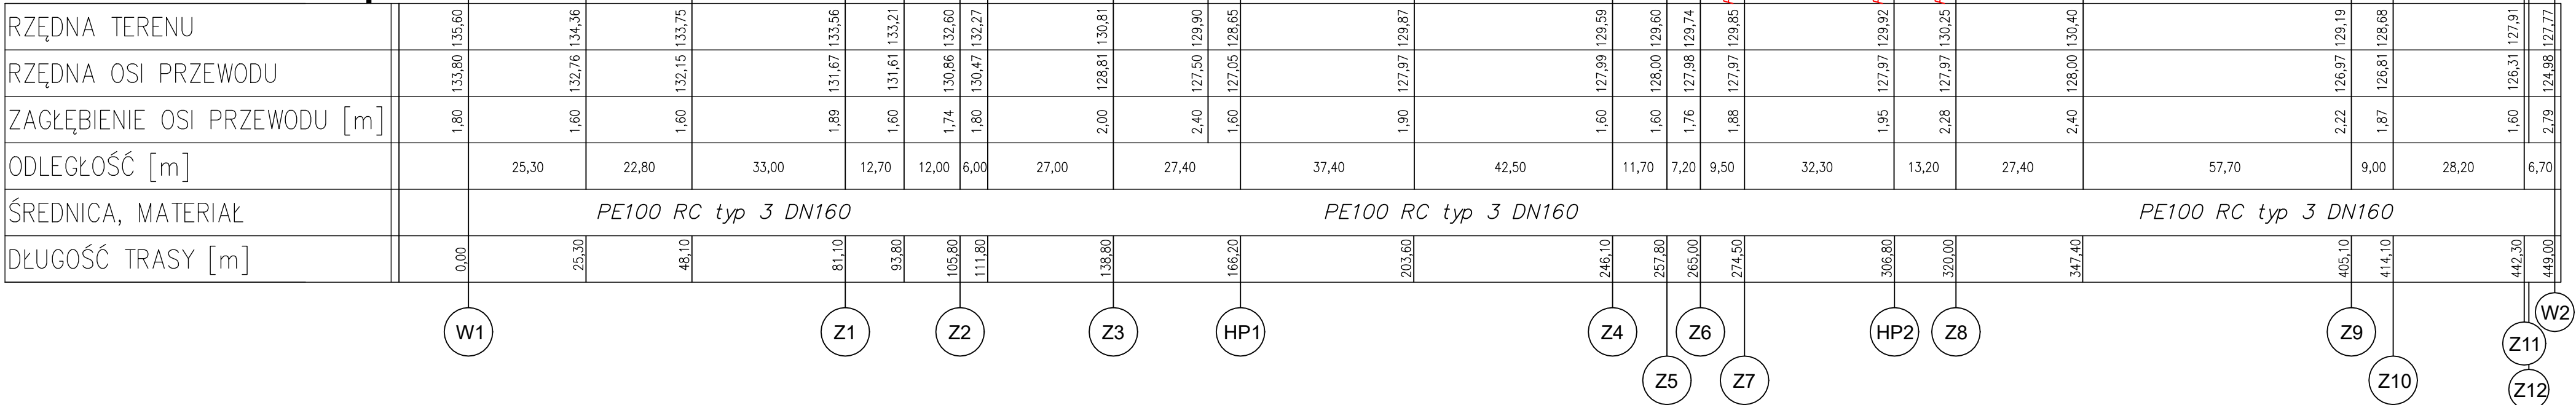 RZĘDNA TERENU 135,60 134,36 133,75 133,56 133,21 132,60 132,27 130,81 129,90 128,65 129,87 129,59 129,60 129,74 129,85 129,92 130,25 130,40 129,19 128,68 127,91 127,77
RZĘDNA OSI PRZEWODU 133,80 132,76 132,15 131,67 131,61 130,86 130,47 128,81 127,50 127,05 127,97 127,99 128,00 127,98 127,97 127,97 127,97 128,00 126,97 126,81 126,31 124,98
ZAGŁĘBIENIE OSI PRZEWODU [m] 1,80 1,60 1,60 1,89 1,60 1,74 1,80 2,00 2,40 1,60 1,90 1,60 1,60 1,76 1,88 1,95 2,28 2,40 2,22 1,87 1,60 2,79
ODLEGŁOŚĆ [m] 25,30 22,80 33,00 12,70 12,00 6,00 27,00 27,40 37,40 42,50 11,70 7,20 9,50 32,30 13,20 27,40 57,70 9,00 28,20 6,70
ŚREDNICA, MATERIAŁ PE100 RC typ 3 DN160 PE100 RC typ 3 DN160 PE100 RC typ 3 DN160
DŁUGOŚĆ TRASY [m] 0,00 25,30 48,10 81,10 93,80 105,80 111,80 138,80 166,20 203,60 246,10 257,80 265,00 274,50 306,80 320,00 347,40 405,10 414,10 442,30 449,00
W1 Z1 Z2 Z3 HP1 Z4 Z6 HP2 Z8 Z9 Z11 W2
Z5 Z7 Z10 Z12